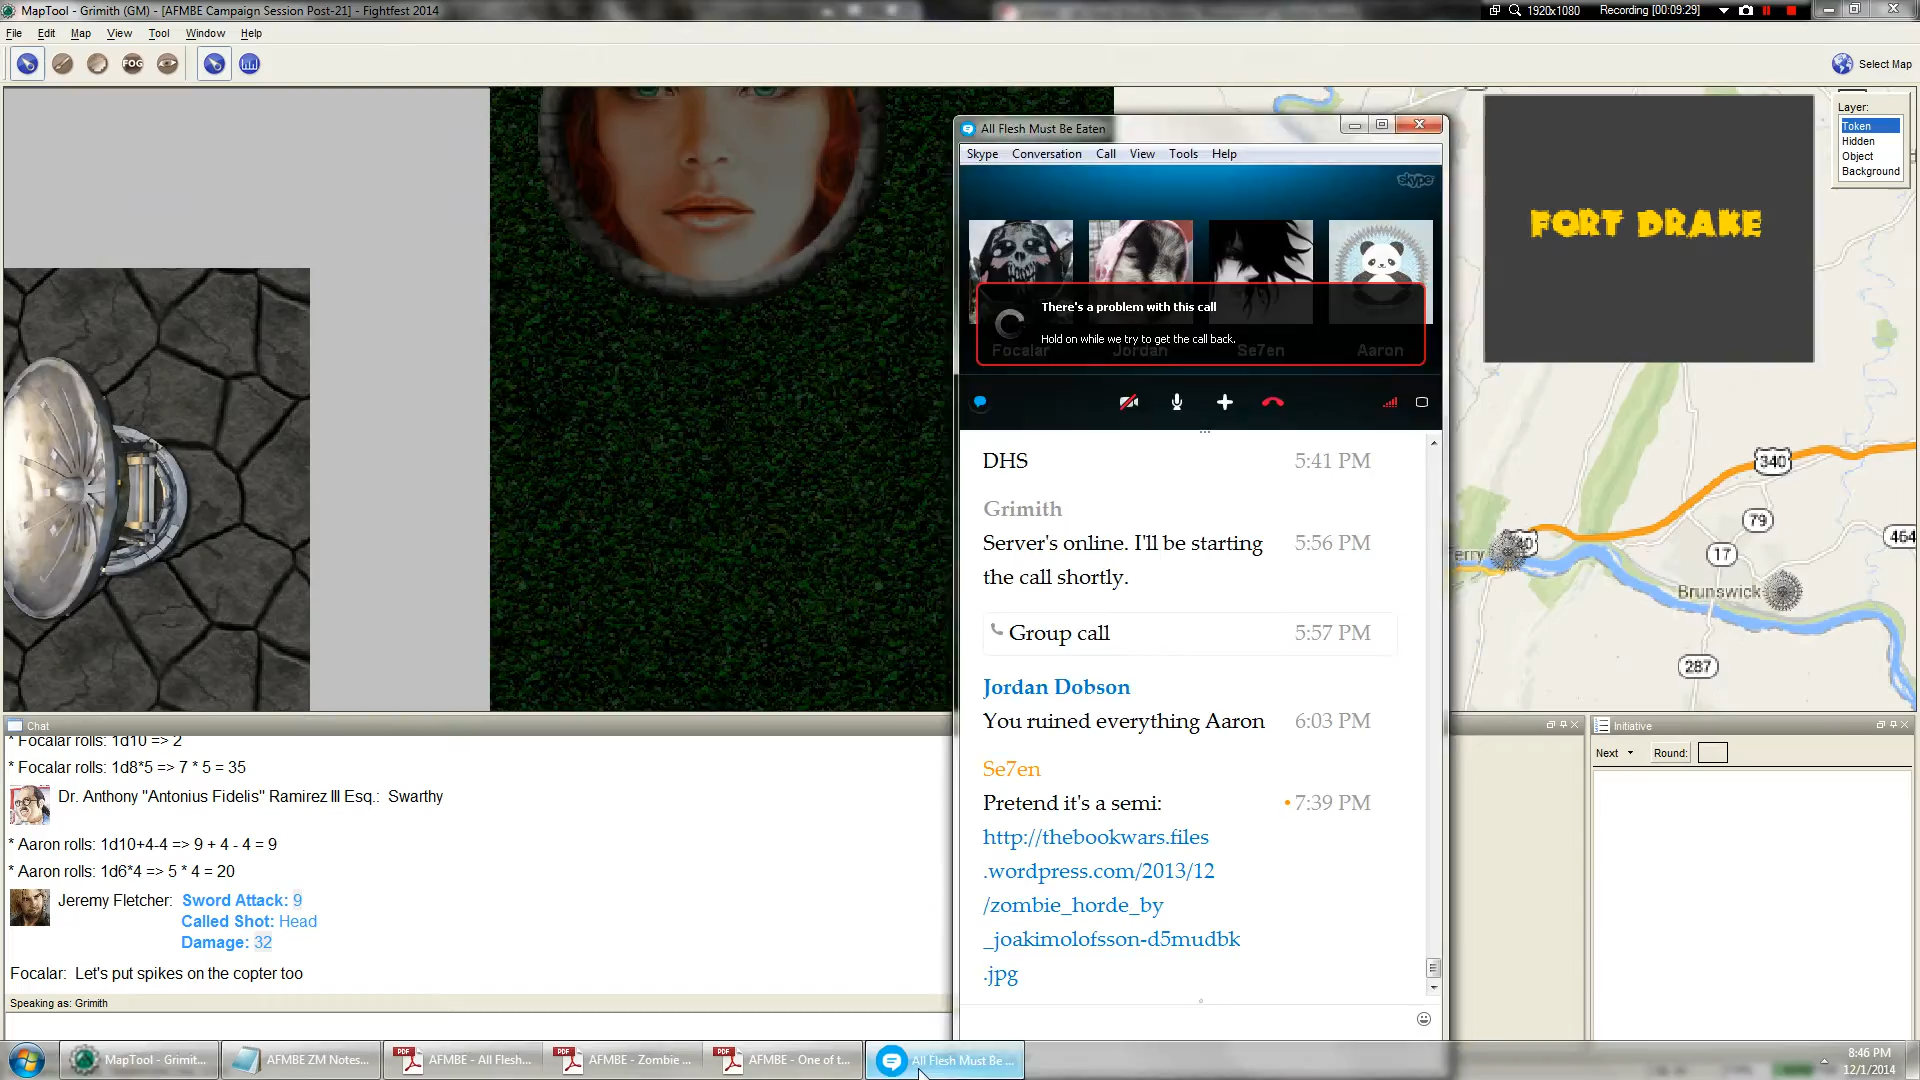 MapTool - Grimith (GM) - [AFMBE Campaign Session Post-21] - Fightfest 2014
1920x1080
Recording [00:09:29]
File Edit Map View Tool Window Help
FOG
Select Map
Layer:
Token
Hidden
Object
Background
FORT DRAKE
340
79
17
464
287
Brunswick
All Flesh Must Be Eaten
Skype Conversation Call View Tools Help
skype
There's a problem with this call
Hold on while we try to get the call back.
Focalar Jordan Se7en Aaron
DHS 5:41 PM
Grimith
Server's online. I'll be starting 5:56 PM
the call shortly.
Group call 5:57 PM
Jordan Dobson
You ruined everything Aaron 6:03 PM
Se7en
Pretend it's a semi: 7:39 PM
http://thebookwars.files
.wordpress.com/2013/12
/zombie_horde_by
_joakimolofsson-d5mudbk
.jpg
Chat
* Focalar rolls: 1d10 => 2
* Focalar rolls: 1d8*5 => 7 * 5 = 35
Dr. Anthony "Antonius Fidelis" Ramirez III Esq.: Swarthy
* Aaron rolls: 1d10+4-4 => 9 + 4 - 4 = 9
* Aaron rolls: 1d6*4 => 5 * 4 = 20
Jeremy Fletcher: Sword Attack: 9
Called Shot: Head
Damage: 32
Focalar: Let's put spikes on the copter too
Speaking as: Grimith
Initiative
Next Round:
MapTool - Grimit...
AFMBE ZM Notes...
AFMBE - All Flesh...
AFMBE - Zombie ...
AFMBE - One of t...
All Flesh Must Be ...
8:46 PM
12/1/2014